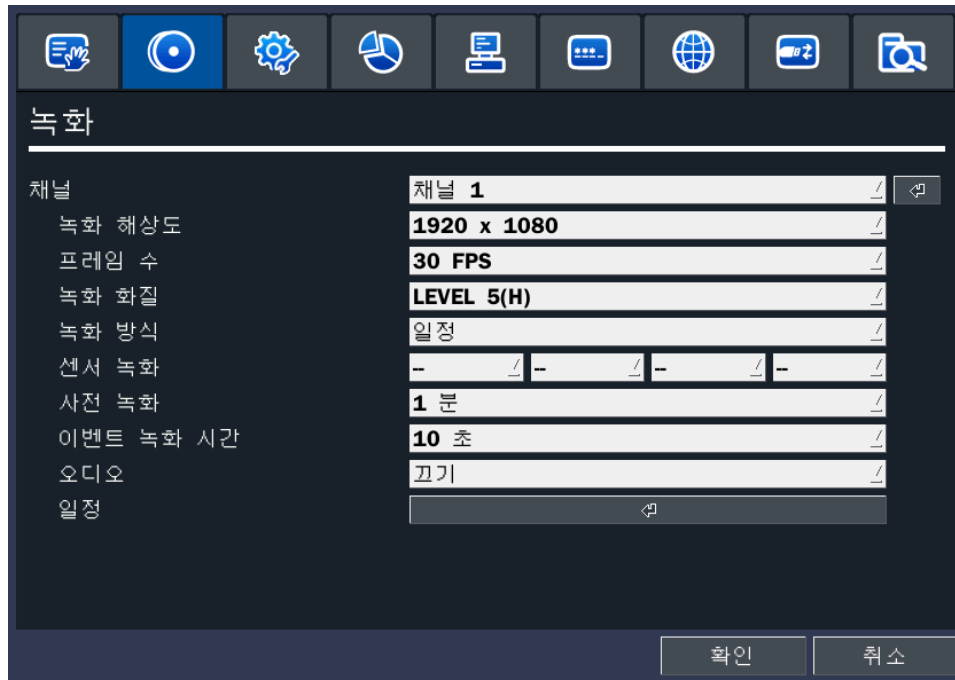 녹화
채널 채널 1
녹화 해상도 1920 x 1080
프레임 수 30 FPS
녹화 화질 LEVEL 5(H)
녹화 방식 일정
센서 녹화 -- -- -- --
사전 녹화 1 분
이벤트 녹화 시간 10 초
오디오 끄기
일정
확인 취소